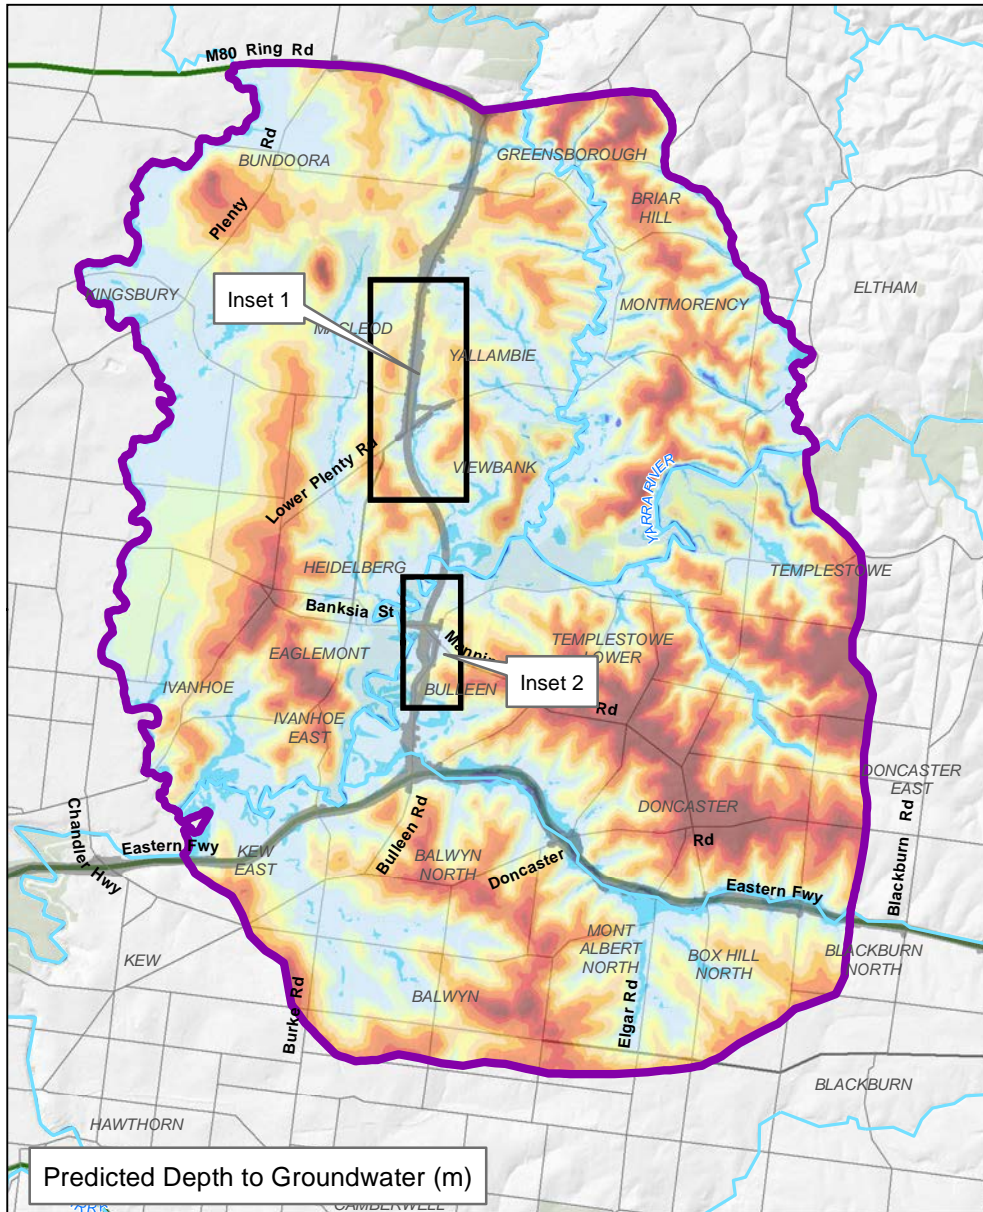 M80 Ring Rd
BUNDOORA
Rd
Plenty
GREENSBOROUGH
BRIAR
HILL
KINGSBURY
Inset 1
MACLEOD
MONTMORENCY
ELTHAM
YALLAMBIE
Lower Plenty Rd
VIEWBANK
YARRA RIVER
HEIDELBERG
TEMPLESTOWE
Banksia St
EAGLEMONT
TEMPLESTOWE
LOWER
Inset 2
BULLEEN
IVANHOE
IVANHOE
EAST
Rd
DONCASTER
EAST
DONCASTER
Rd
Chandler Hwy
Eastern Fwy
KEW
EAST
Bulleen Rd
BALWYN
NORTH
Doncaster
Eastern Fwy
Blackburn Rd
KEW
MONT
ALBERT
NORTH
BOX HILL
NORTH
BLACKBURN
NORTH
BALWYN
Burke Rd
Elgar Rd
BLACKBURN
HAWTHORN
Predicted Depth to Groundwater (m)
CAMBERWELL